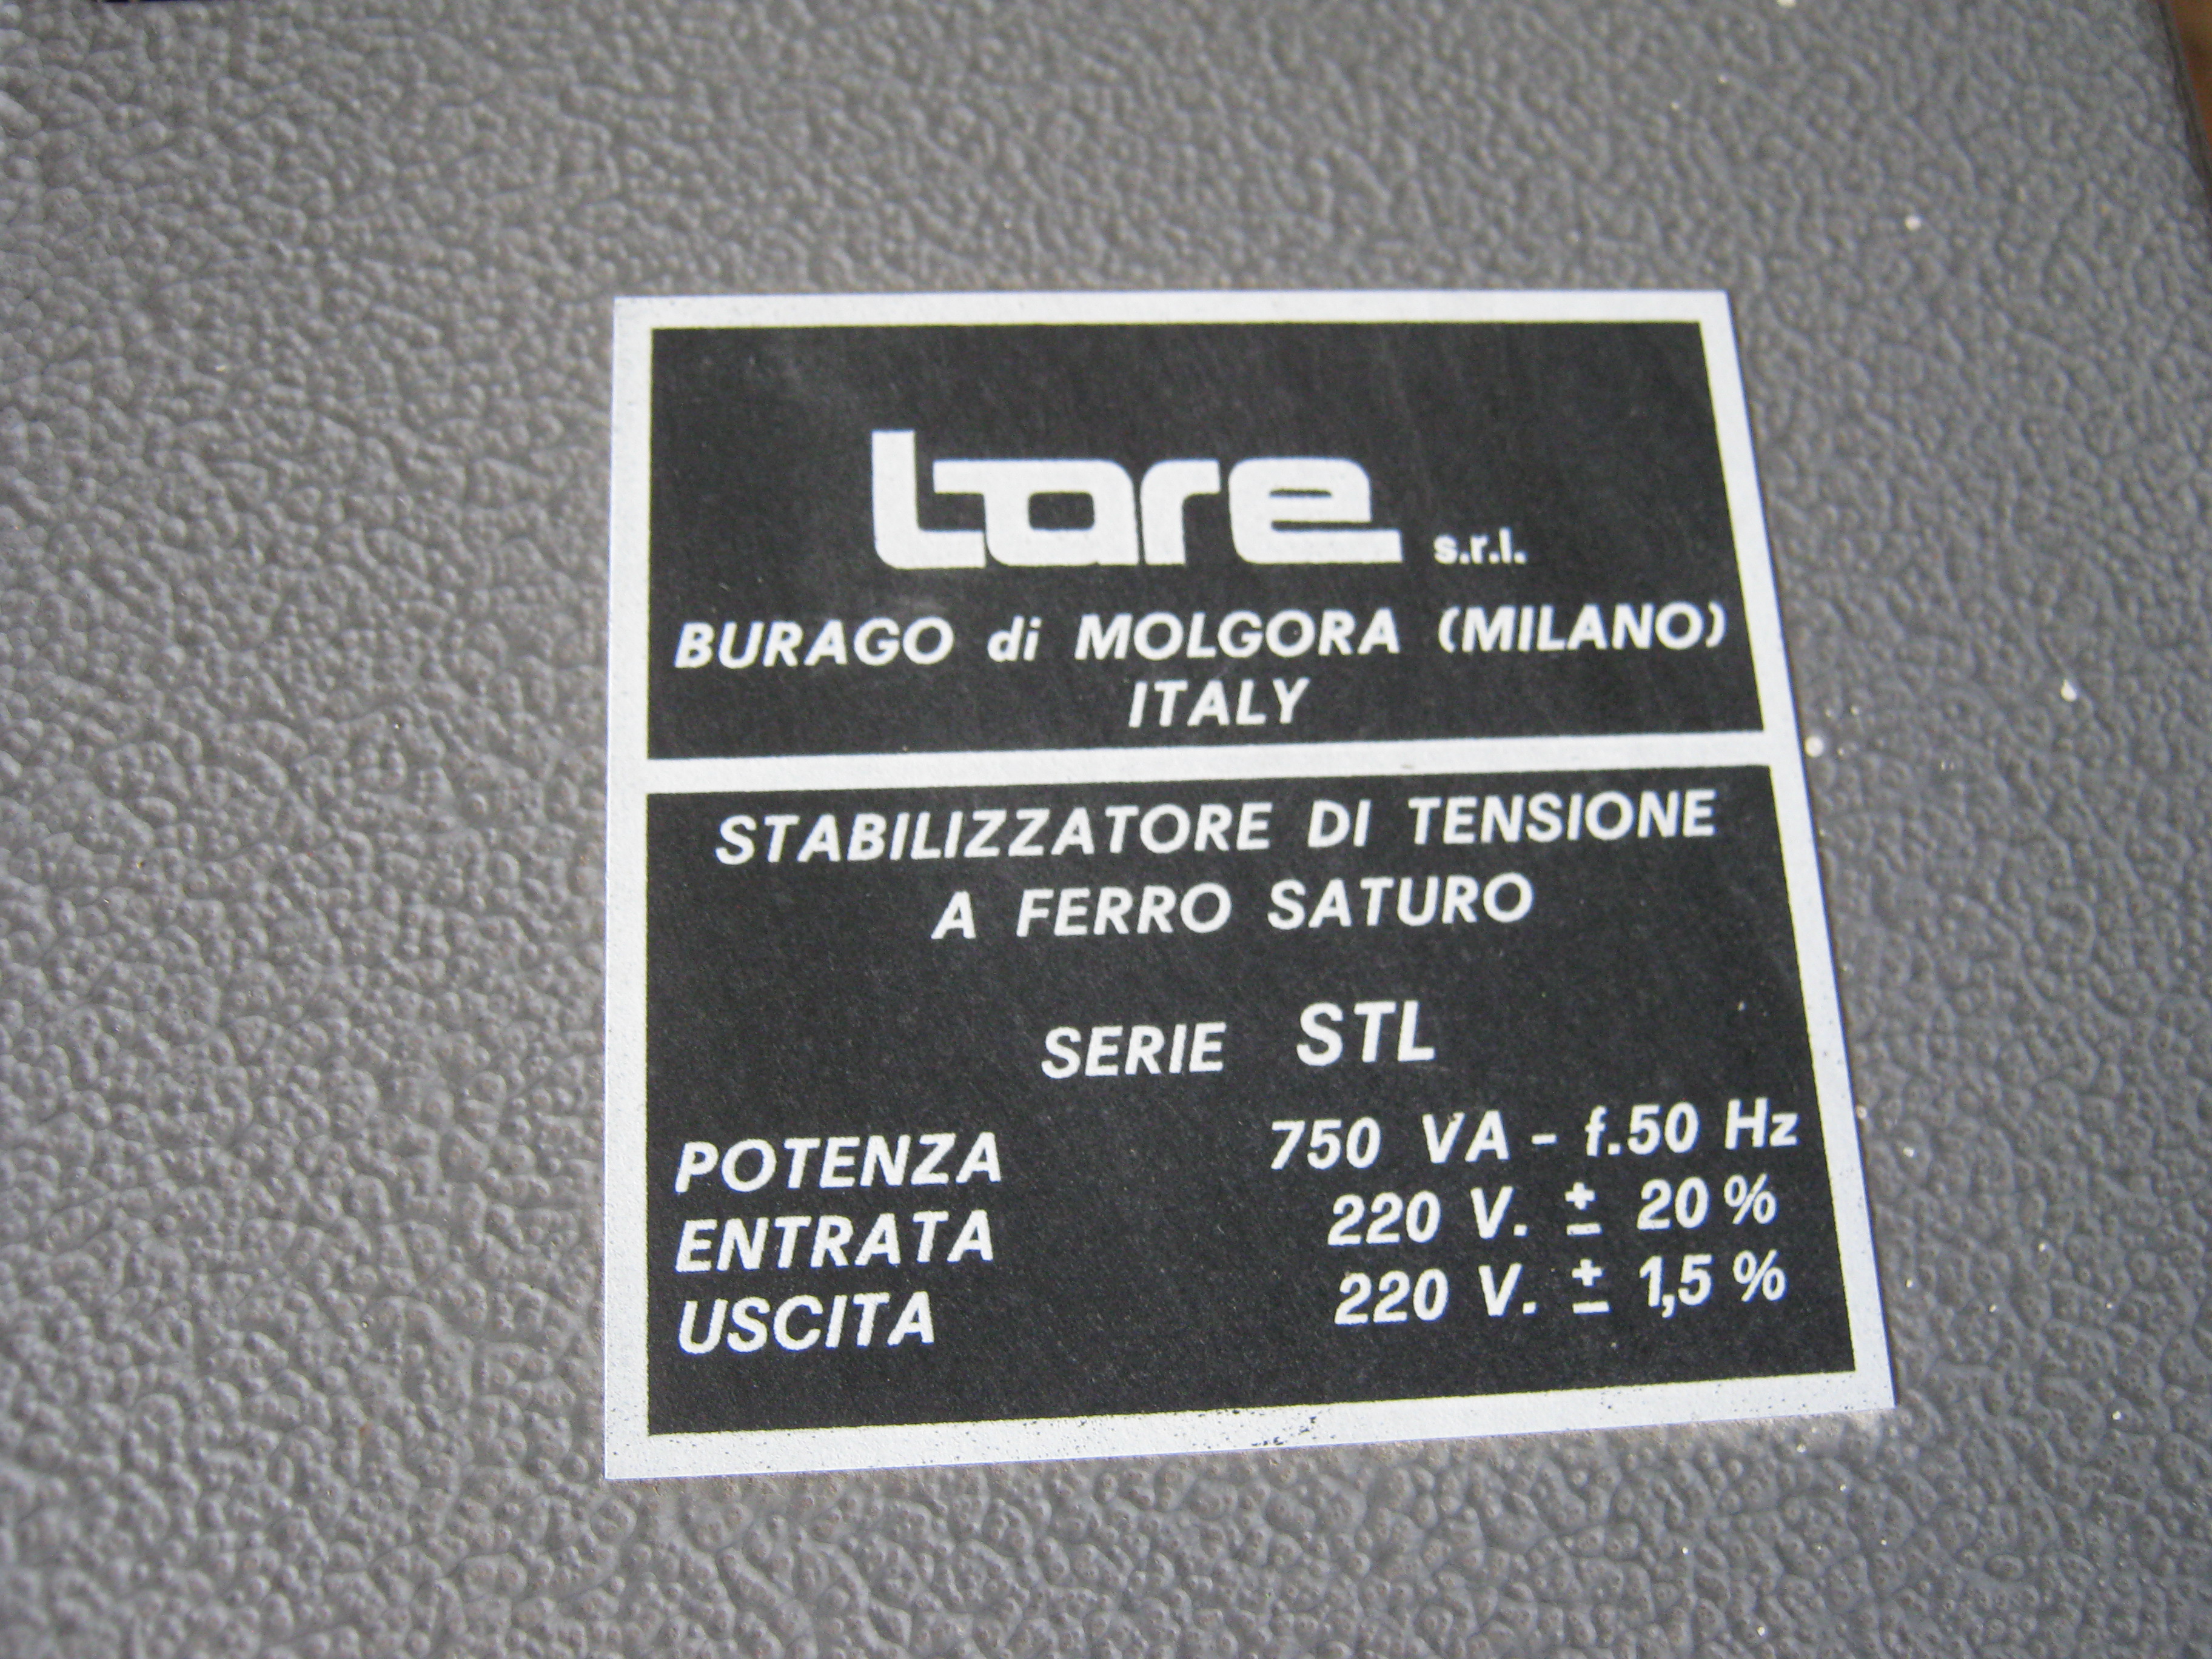 Lare s.r.l.
BURAGO di MOLGORA (MILANO)
ITALY
STABILIZZATORE DI TENSIONE
A FERRO SATURO
SERIE STL
POTENZA 750 VA - f.50 Hz
ENTRATA 220 V. ± 20%
USCITA 220 V. ± 1,5 %